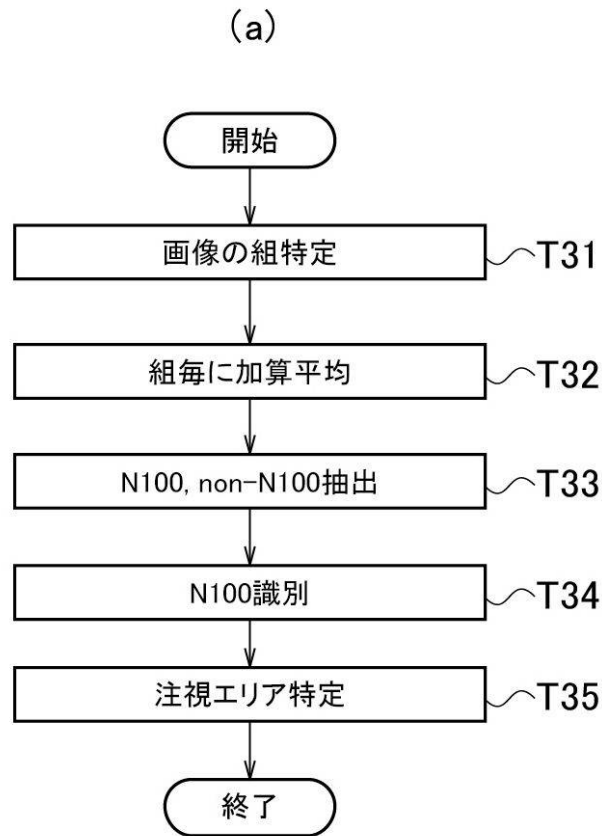 (a)
開始
画像の組特定
T31
組毎に加算平均
T32
N100, non-N100抽出
T33
N100識別
T34
注視エリア特定
T35
終了